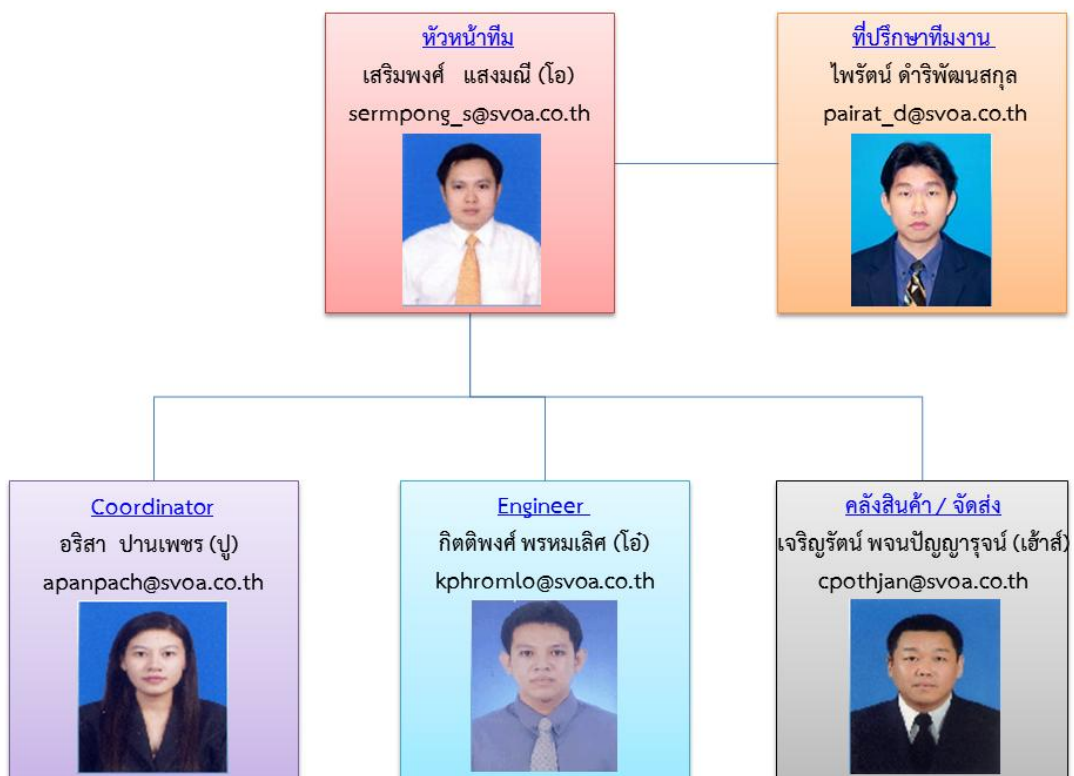 หัวหน้าทีม
เสริมพงศ์ แสงมณี (โอ)
sermpong_s@svoa.co.th
ที่ปรึกษาทีมงาน
ไพรัตน์ ดำริพัฒนสกุล
pairat_d@svoa.co.th
Coordinator
อริสา ปานเพชร (ปู)
apanpach@svoa.co.th
Engineer
กิตติพงศ์ พรหมเลิศ (โอ๋)
kphromlo@svoa.co.th
คลังสินค้า / จัดส่ง
เจริญรัตน์ พจนปัญญารุจน์ (เฮ้าส์)
cpothjan@svoa.co.th